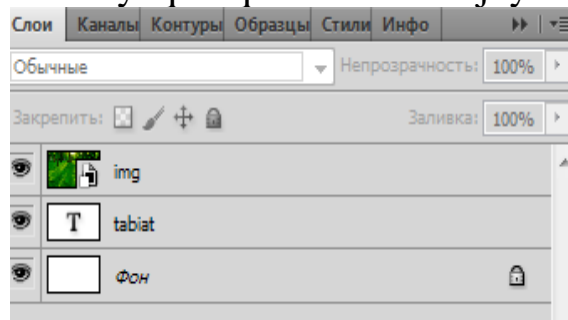 Слои Каналы Контуры Образцы Стили Инфо
Обычные Непрозрачность: 100%
Закрепить: Заливка: 100%
img
T tabiat
Фон